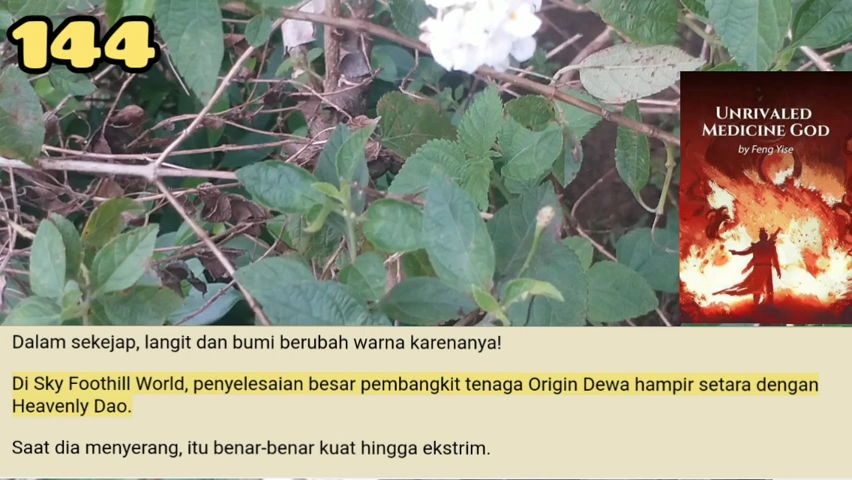 144
UNRIVALED
MEDICINE GOD
by Feng Yise
Dalam sekejap, langit dan bumi berubah warna karenanya!
Di Sky Foothill World, penyelesaian besar pembangkit tenaga Origin Dewa hampir setara dengan
Heavenly Dao.
Saat dia menyerang, itu benar-benar kuat hingga ekstrim.